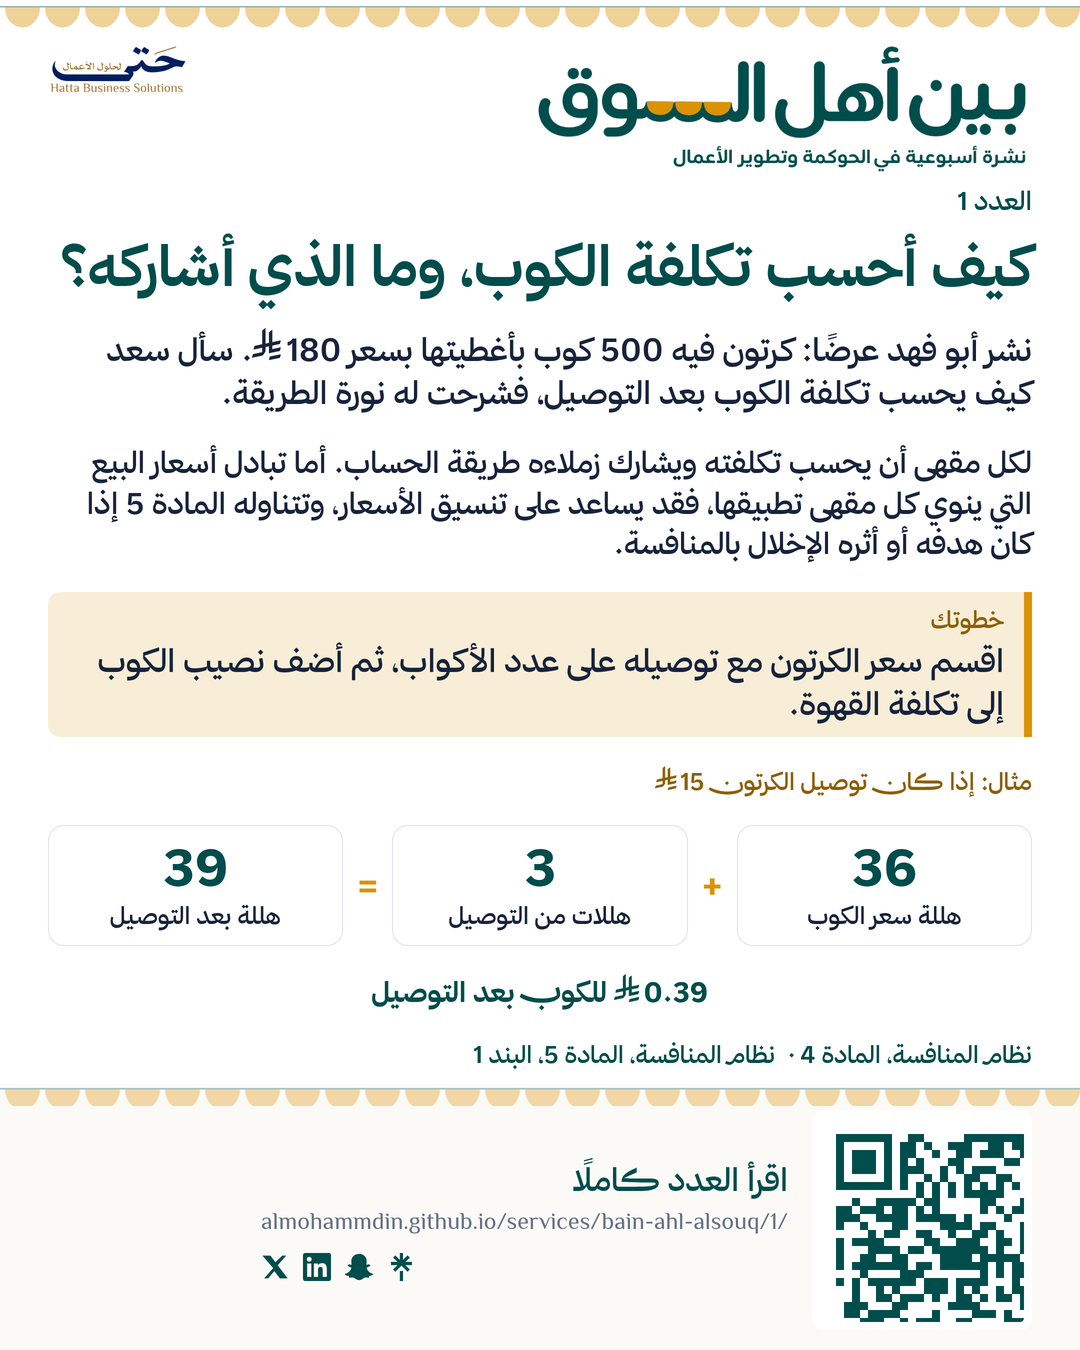 حتى
لحلول الأعمال
Hatta Business Solutions
بين أهل السوق
نشرة أسبوعية في الحوكمة وتطوير الأعمال
العدد 1
كيف أحسب تكلفة الكوب، وما الذي أشاركه؟
نشر أبو فهد عرضًا: كرتون فيه 500 كوب بأغطيتها بسعر 180 ⃁. سأل سعد
كيف يحسب تكلفة الكوب بعد التوصيل، فشرحت له نورة الطريقة.
لكل مقهى أن يحسب تكلفته ويشارك زملاءه طريقة الحساب. أما تبادل أسعار البيع
التي ينوي كل مقهى تطبيقها، فقد يساعد على تنسيق الأسعار، وتتناوله المادة 5 إذا
كان هدفه أو أثره الإخلال بالمنافسة.
خطوتك
اقسم سعر الكرتون مع توصيله على عدد الأكواب، ثم أضف نصيب الكوب
إلى تكلفة القهوة.
مثال: إذا كان توصيل الكرتون 15 ⃁
36 + 3 = 39
هللة سعر الكوب
هللات من التوصيل
هللة بعد التوصيل
0.39 ⃁ للكوب بعد التوصيل
نظام المنافسة، المادة 4 · نظام المنافسة، المادة 5، البند 1
اقرأ العدد كاملًا
almohammdin.github.io/services/bain-ahl-alsouq/1/